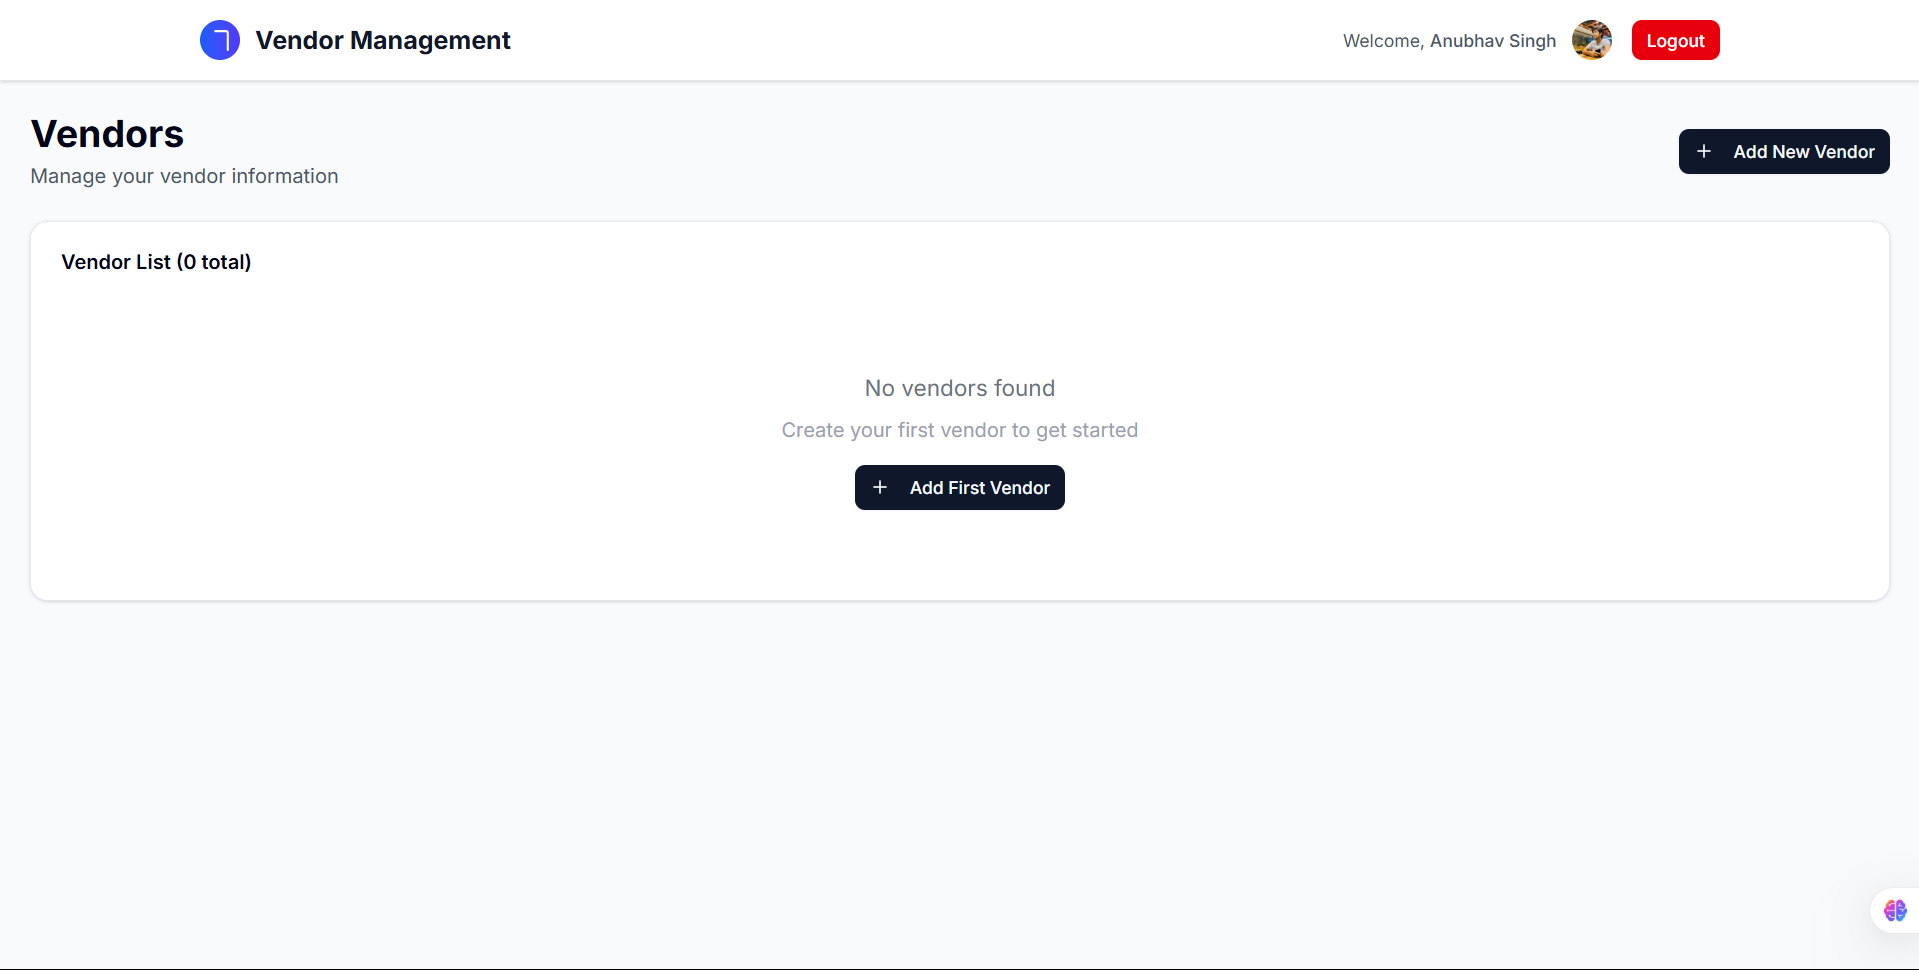 Vendor Management
Welcome, Anubhav Singh
Logout
Vendors
Manage your vendor information
+ Add New Vendor
Vendor List (0 total)
No vendors found
Create your first vendor to get started
+ Add First Vendor